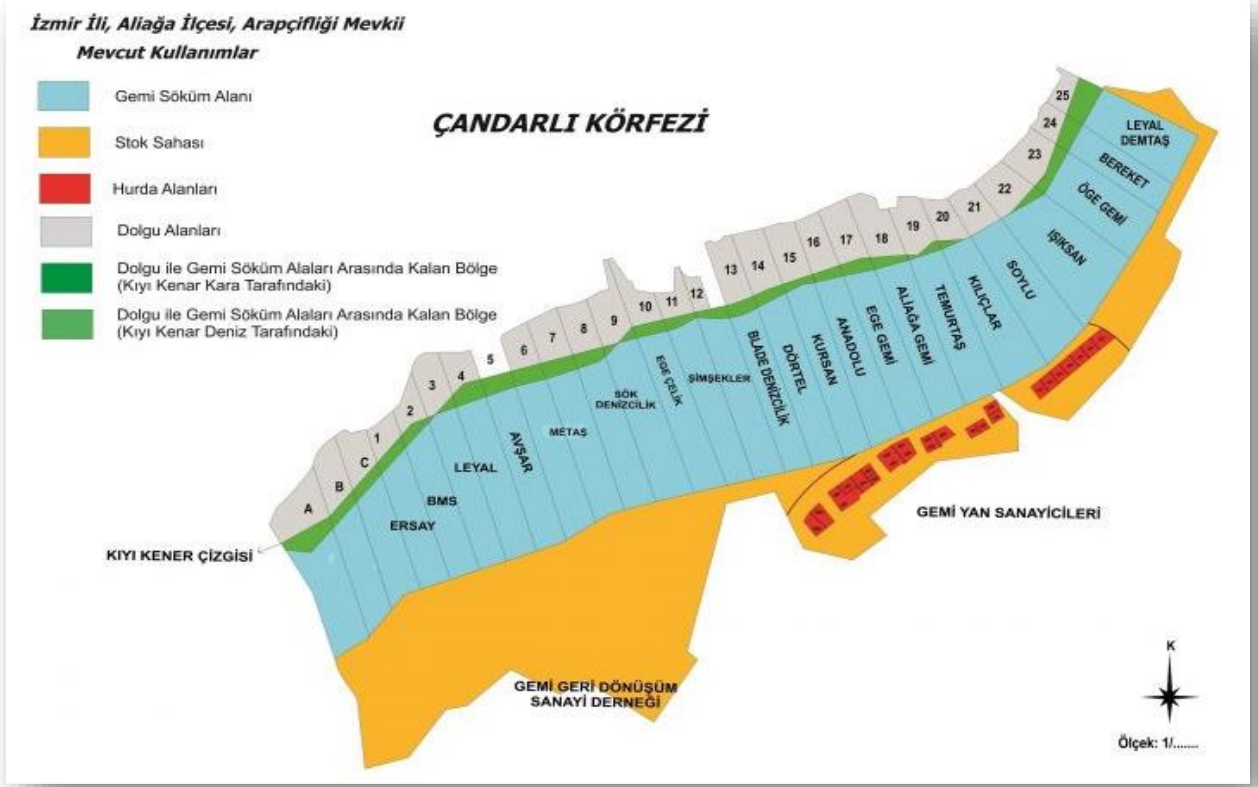 İzmir İli, Aliağa İlçesi, Arapçifliği Mevkii
Mevcut Kullanımlar
Gemi Söküm Alanı
Stok Sahası
Hurda Alanları
Dolgu Alanları
Dolgu ile Gemi Söküm Alaları Arasında Kalan Bölge
(Kıyı Kenar Kara Tarafındaki)
Dolgu ile Gemi Söküm Alaları Arasında Kalan Bölge
(Kıyı Kenar Deniz Tarafındaki)
ÇANDARLI KÖRFEZİ
A
B
C
1
2
3
4
5
6
7
8
9
10
11
12
13
14
15
16
17
18
19
20
21
22
23
24
25
ERSAY
BMS
LEYAL
AVŞAR
METAŞ
SÖK
DENİZCİLİK
EGE ÇELİK
ŞİMŞEKLER
BLADE DENİZCİLİK
DÖRTEL
KURSAN
ANADOLU
EGE GEMİ
ALİAĞA GEMİ
TEMURTAŞ
KILIÇLAR
SOYLU
IŞIKSAN
ÖGE GEMİ
BEREKET
LEYAL
DEMTAŞ
KIYI KENER ÇİZGİSİ
GEMİ YAN SANAYİCİLERİ
GEMİ GERİ DÖNÜŞÜM
SANAYİ DERNEĞİ
K
Ölçek: 1/.......